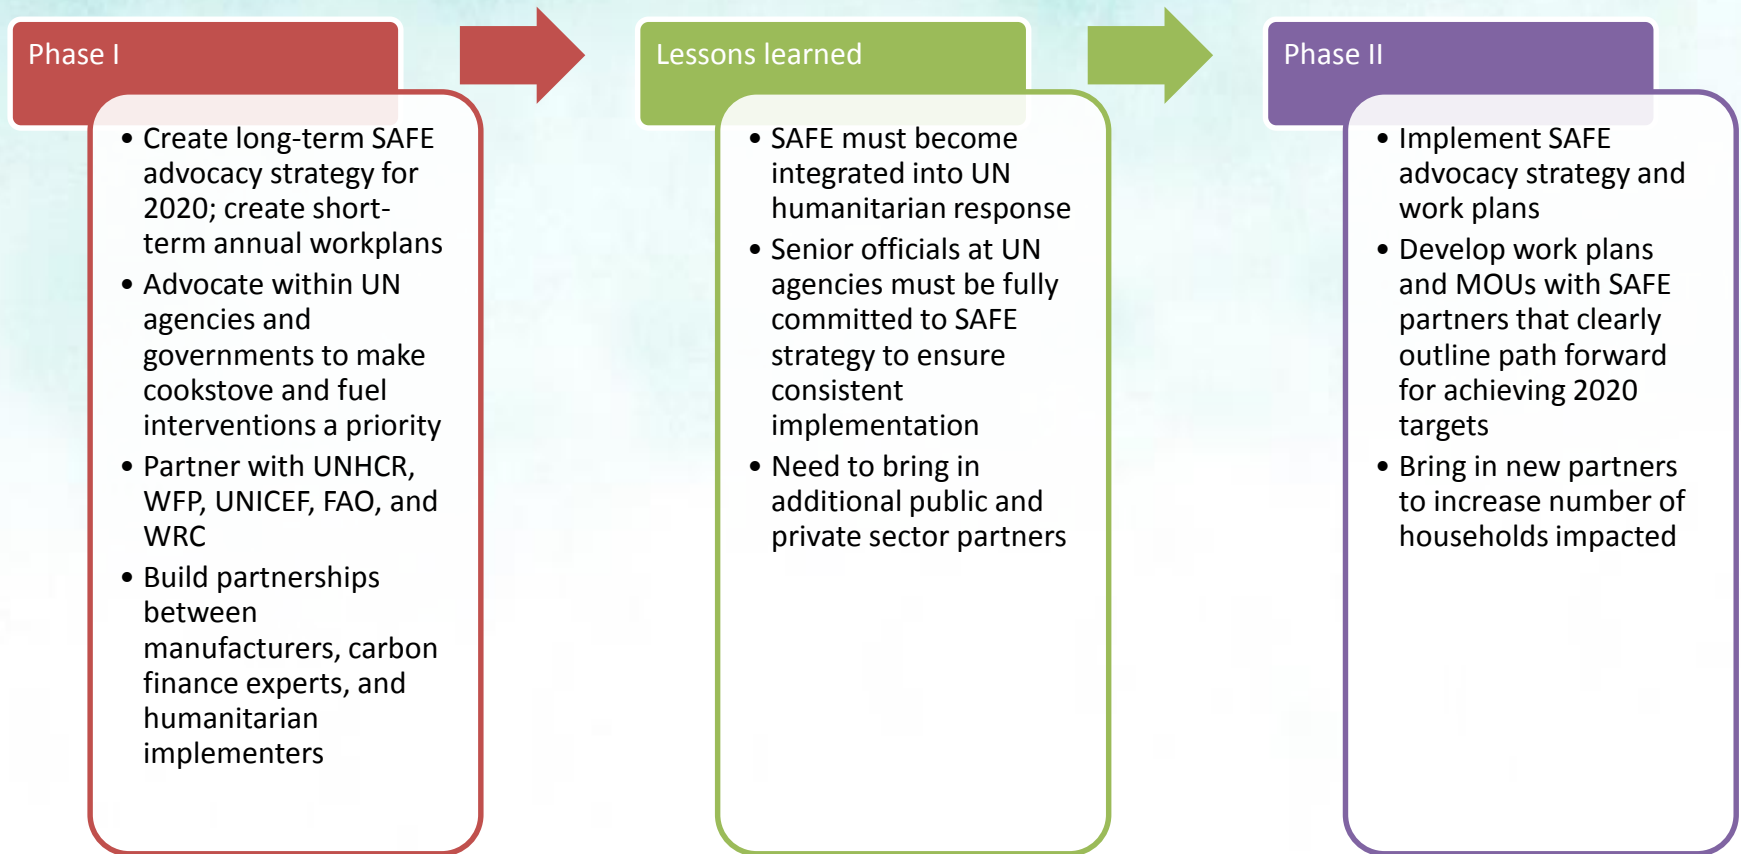 Phase I
• Create long-term SAFE
advocacy strategy for
2020; create short-
term annual workplans
• Advocate within UN
agencies and
governments to make
cookstove and fuel
interventions a priority
• Partner with UNHCR,
WFP, UNICEF, FAO, and
WRC
• Build partnerships
between
manufacturers, carbon
finance experts, and
humanitarian
implementers
Lessons learned
• SAFE must become
integrated into UN
humanitarian response
• Senior officials at UN
agencies must be fully
committed to SAFE
strategy to ensure
consistent
implementation
• Need to bring in
additional public and
private sector partners
Phase II
• Implement SAFE
advocacy strategy and
work plans
• Develop work plans
and MOUs with SAFE
partners that clearly
outline path forward
for achieving 2020
targets
• Bring in new partners
to increase number of
households impacted